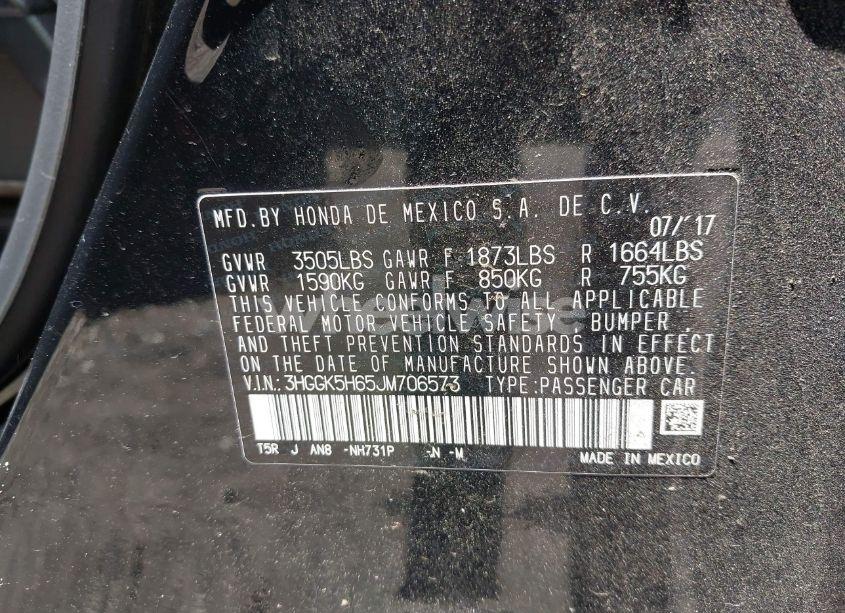 MFD.BY HONDA DE MEXICO S.A. DE C.V.
07/'17
GVWR 3505LBS GAWR F 1873LBS R 1664LBS
GVWR 1590KG GAWR F 850KG R 755KG
THIS VEHICLE CONFORMS TO ALL APPLICABLE
FEDERAL MOTOR VEHICLE SAFETY, BUMPER,
AND THEFT PREVENTION STANDARDS IN EFFECT
ON THE DATE OF MANUFACTURE SHOWN ABOVE.
V.I.N.: 3HGGK5H65JM706573 TYPE:PASSENGER CAR
T5R J AN8 -NH731P -N -M
MADE IN MEXICO